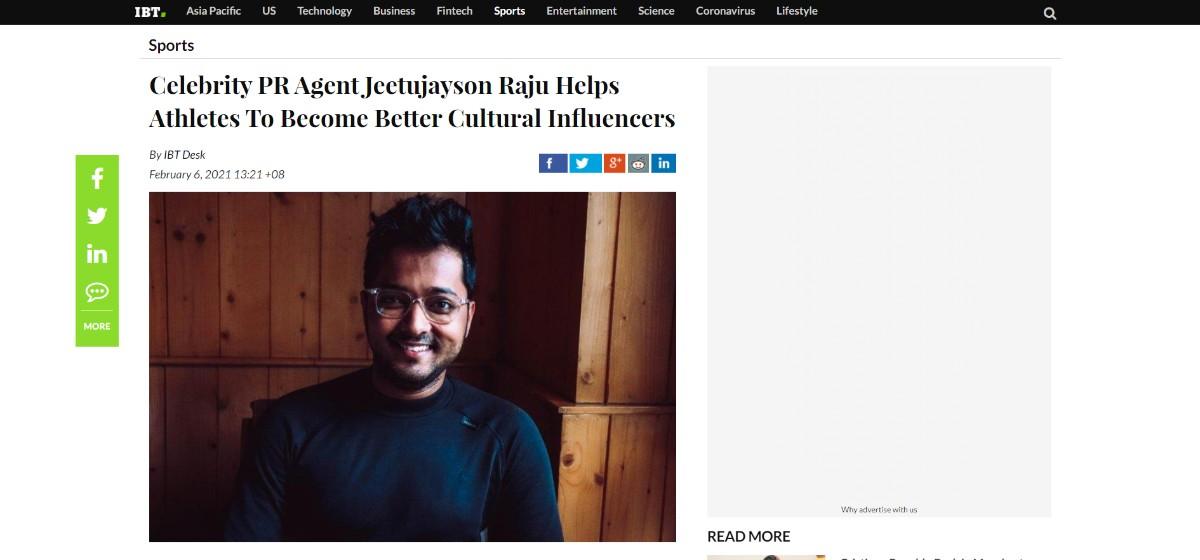 IBT. Asia Pacific US Technology Business Fintech Sports Entertainment Science Coronavirus Lifestyle
Sports
Celebrity PR Agent Jeetujayson Raju Helps
Athletes To Become Better Cultural Influencers
By IBT Desk
February 6, 2021 13:21 +08
MORE
Why advertise with us
READ MORE